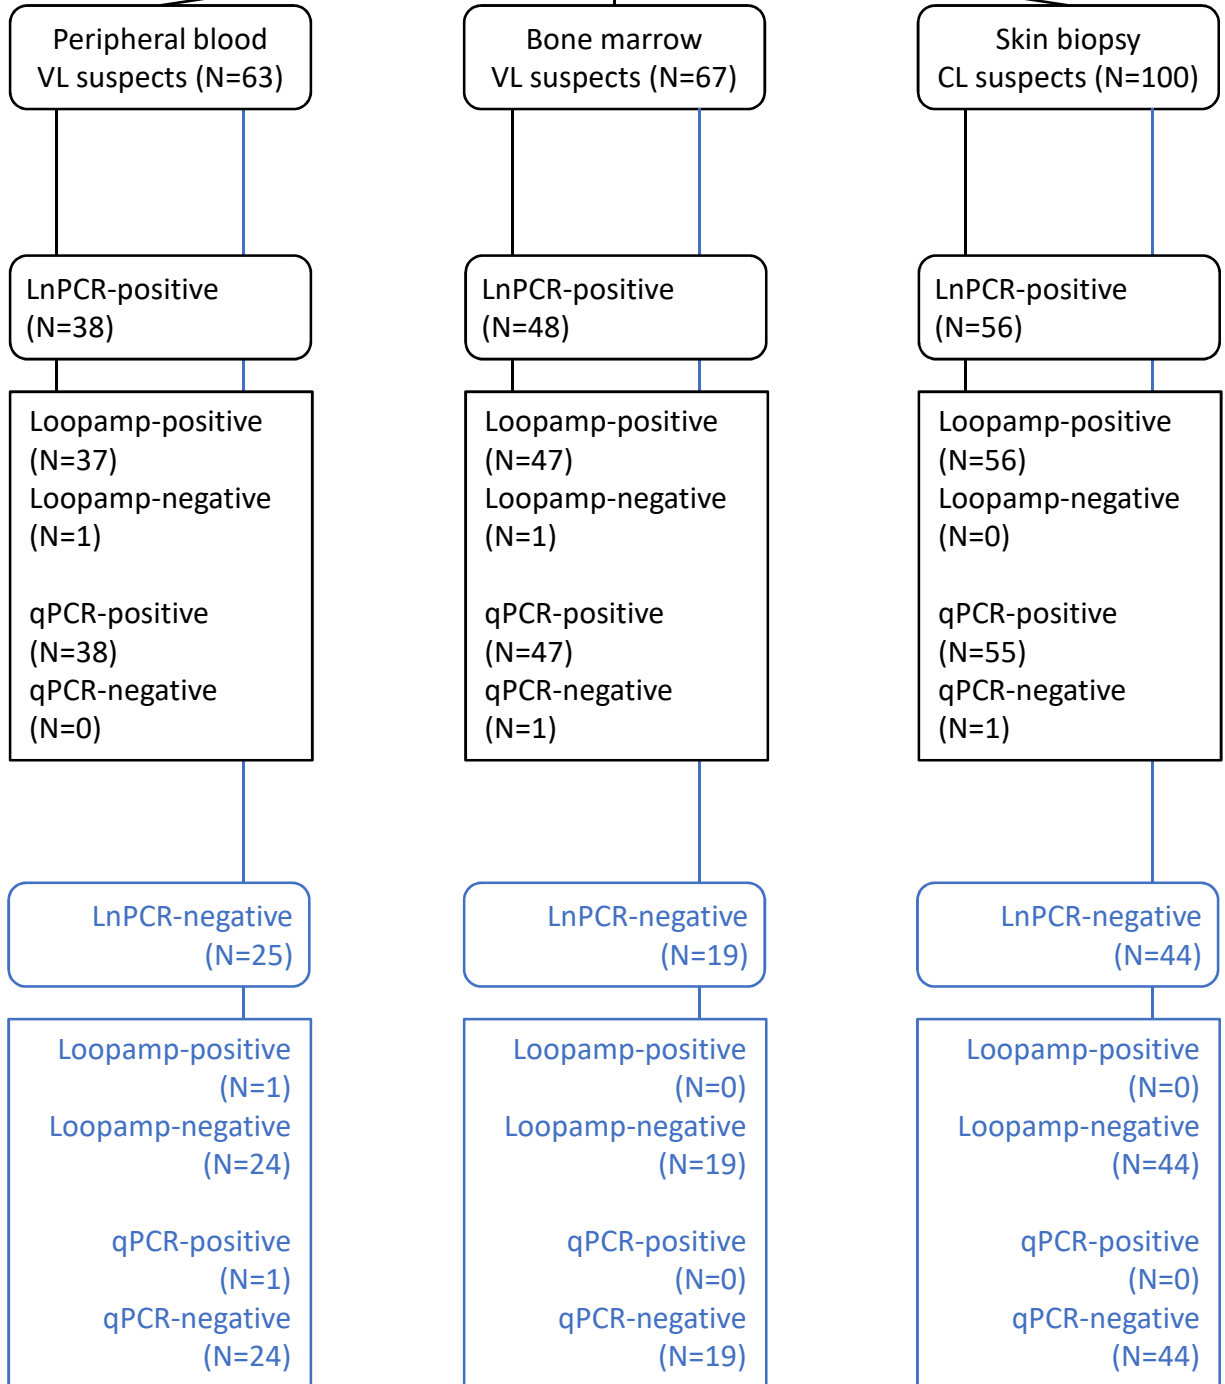 Peripheral blood
VL suspects (N=63)
LnPCR-positive
(N=38)
Loopamp-positive
(N=37)
Loopamp-negative
(N=1)
qPCR-positive
(N=38)
qPCR-negative
(N=0)
LnPCR-negative
(N=25)
Loopamp-positive
(N=1)
Loopamp-negative
(N=24)
qPCR-positive
(N=1)
qPCR-negative
(N=24)
Bone marrow
VL suspects (N=67)
LnPCR-positive
(N=48)
Loopamp-positive
(N=47)
Loopamp-negative
(N=1)
qPCR-positive
(N=47)
qPCR-negative
(N=1)
LnPCR-negative
(N=19)
Loopamp-positive
(N=0)
Loopamp-negative
(N=19)
qPCR-positive
(N=0)
qPCR-negative
(N=19)
Skin biopsy
CL suspects (N=100)
LnPCR-positive
(N=56)
Loopamp-positive
(N=56)
Loopamp-negative
(N=0)
qPCR-positive
(N=55)
qPCR-negative
(N=1)
LnPCR-negative
(N=44)
Loopamp-positive
(N=0)
Loopamp-negative
(N=44)
qPCR-positive
(N=0)
qPCR-negative
(N=44)